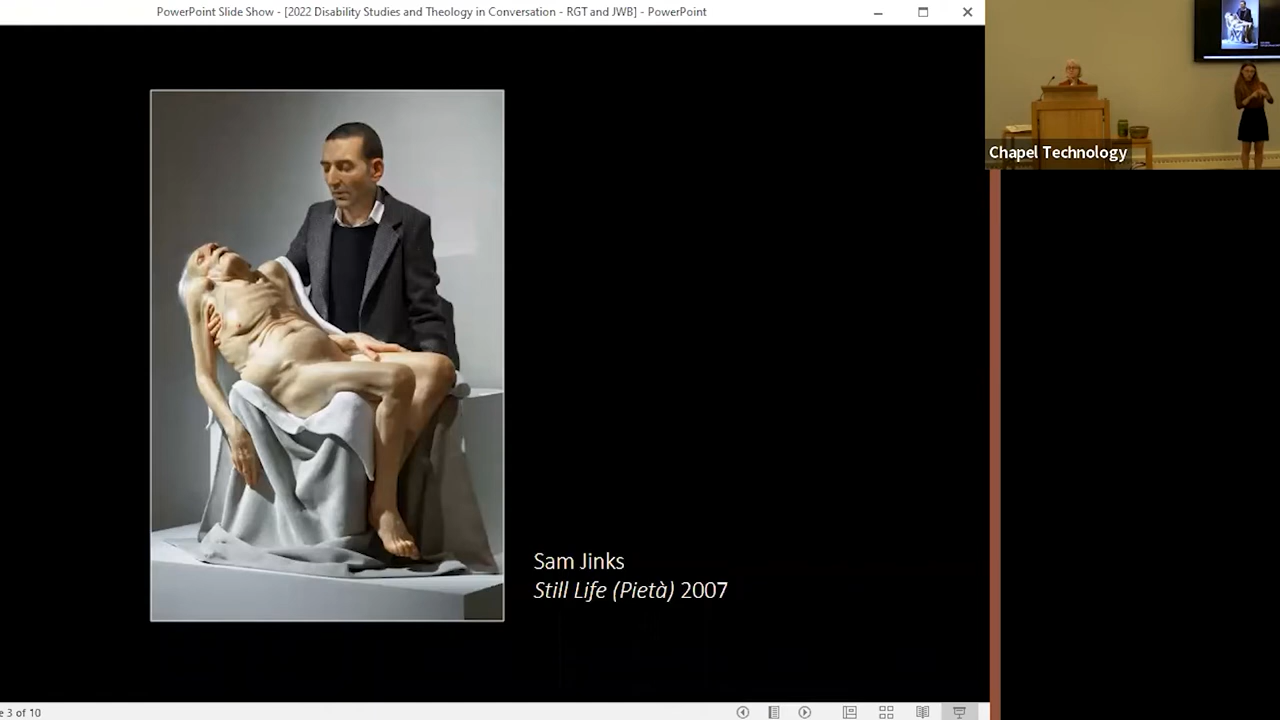 PowerPoint Slide Show - [2022 Disability Studies and Theology in Conversation - RGT and JWB] - PowerPoint
Chapel Technology
Sam Jinks
Still Life (Pietà) 2007
3 of 10